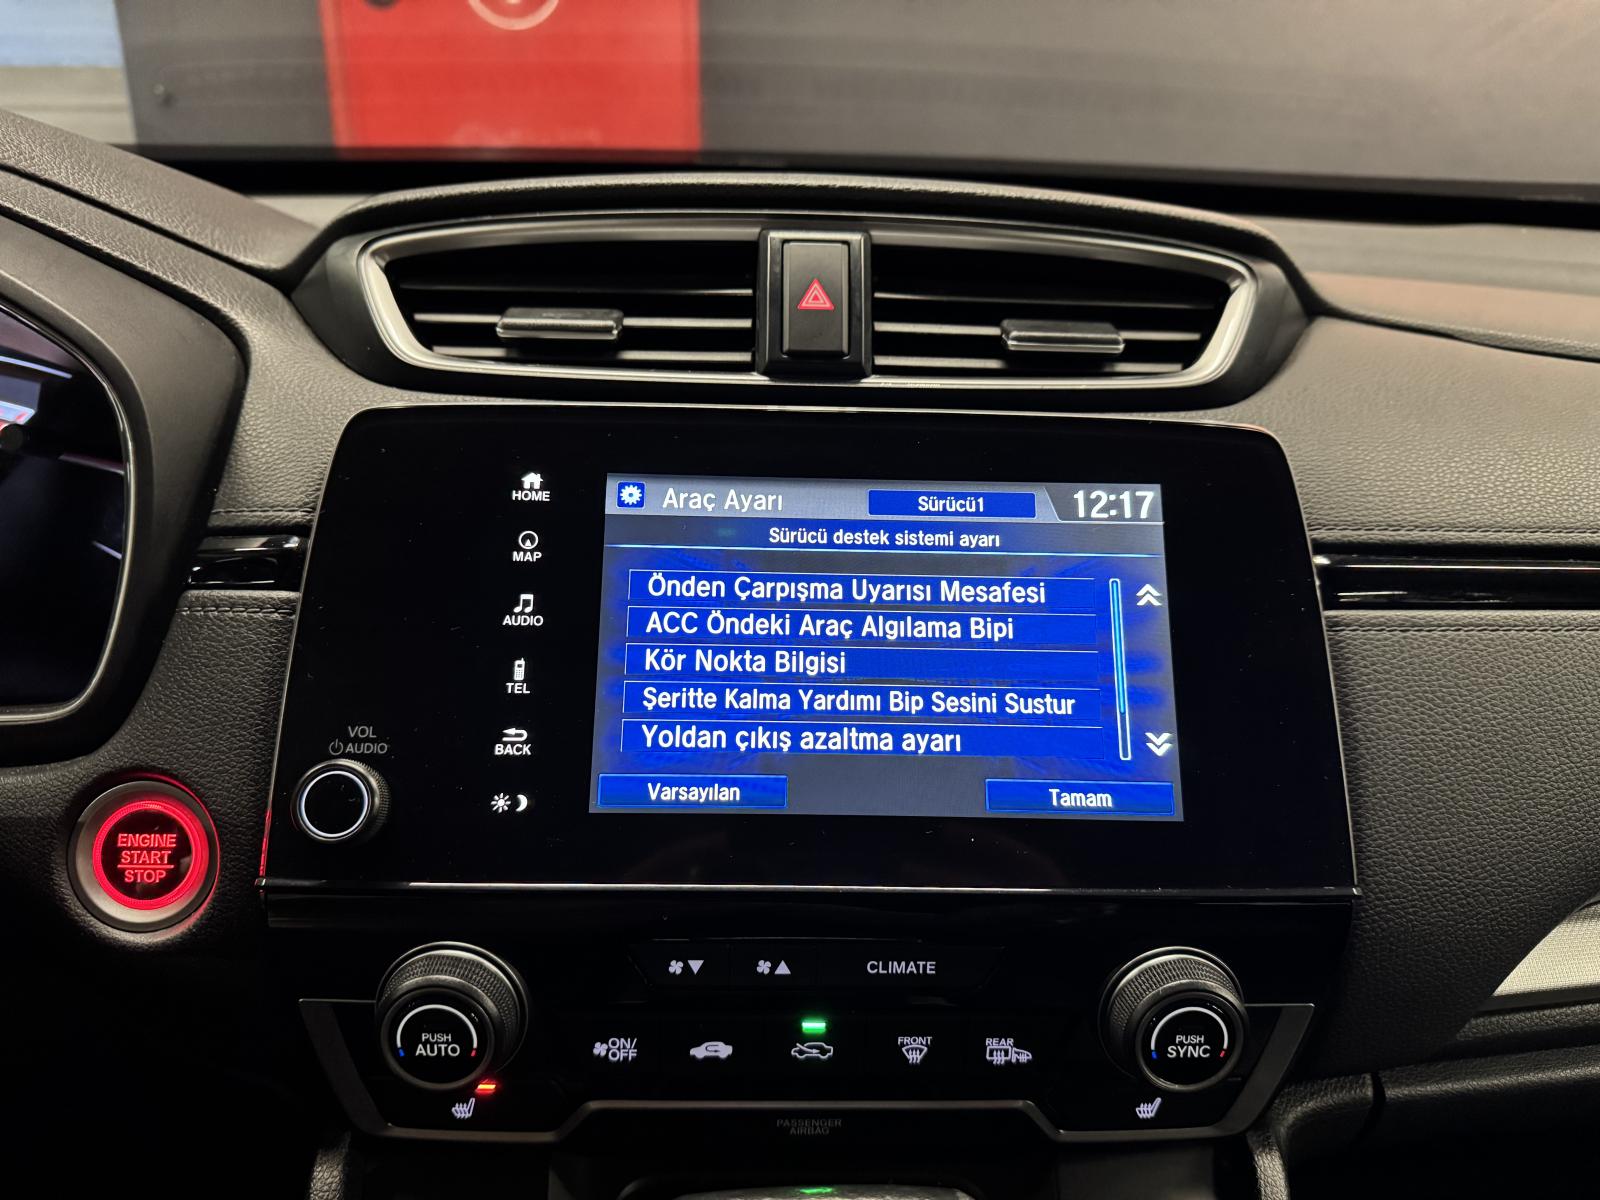 HOME
MAP
AUDIO
TEL
BACK
Araç Ayarı
Sürücü1
12:17
Sürücü destek sistemi ayarı
Önden Çarpışma Uyarısı Mesafesi
ACC Öndeki Araç Algılama Bipi
Kör Nokta Bilgisi
Şeritte Kalma Yardımı Bip Sesini Sustur
Yoldan çıkış azaltma ayarı
Varsayılan
Tamam
VOL
AUDIO
ENGINE
START
STOP
CLIMATE
PUSH
AUTO
ON/
OFF
FRONT
REAR
PUSH
SYNC
PASSENGER
AIRBAG